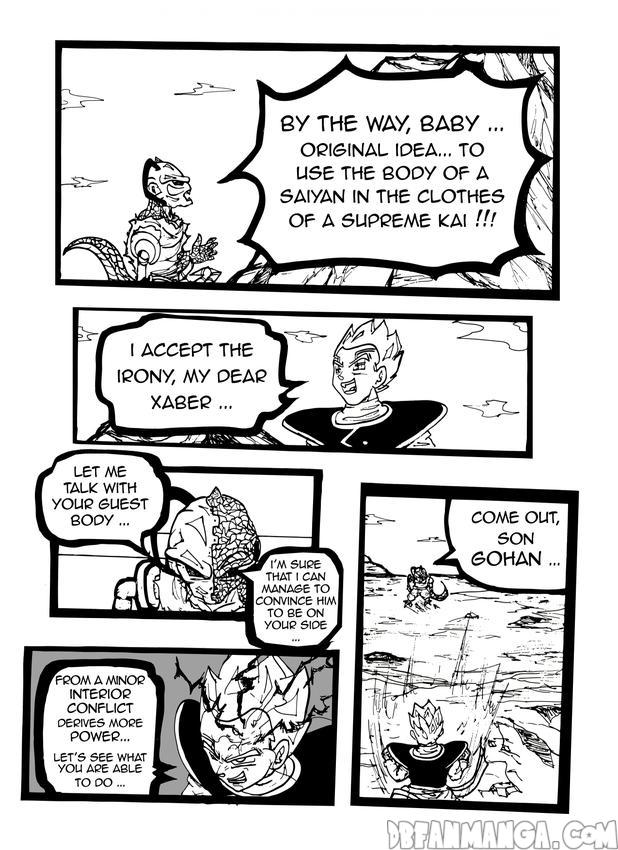 BY THE WAY, BABY ...
ORIGINAL IDEA... TO
USE THE BODY OF A
SAIYAN IN THE CLOTHES
OF A SUPREME KAI !!!
I ACCEPT THE
IRONY, MY DEAR
XABER ...
LET ME
TALK WITH
YOUR GUEST
BODY ...
I'M SURE
THAT I CAN
MANAGE TO
CONVINCE HIM
TO BE ON
YOUR SIDE
...
COME OUT,
SON
GOHAN ...
FROM A MINOR
INTERIOR
CONFLICT
DERIVES MORE
POWER...
LET'S SEE WHAT
YOU ARE ABLE
TO DO ...
DBFANMANGA.COM